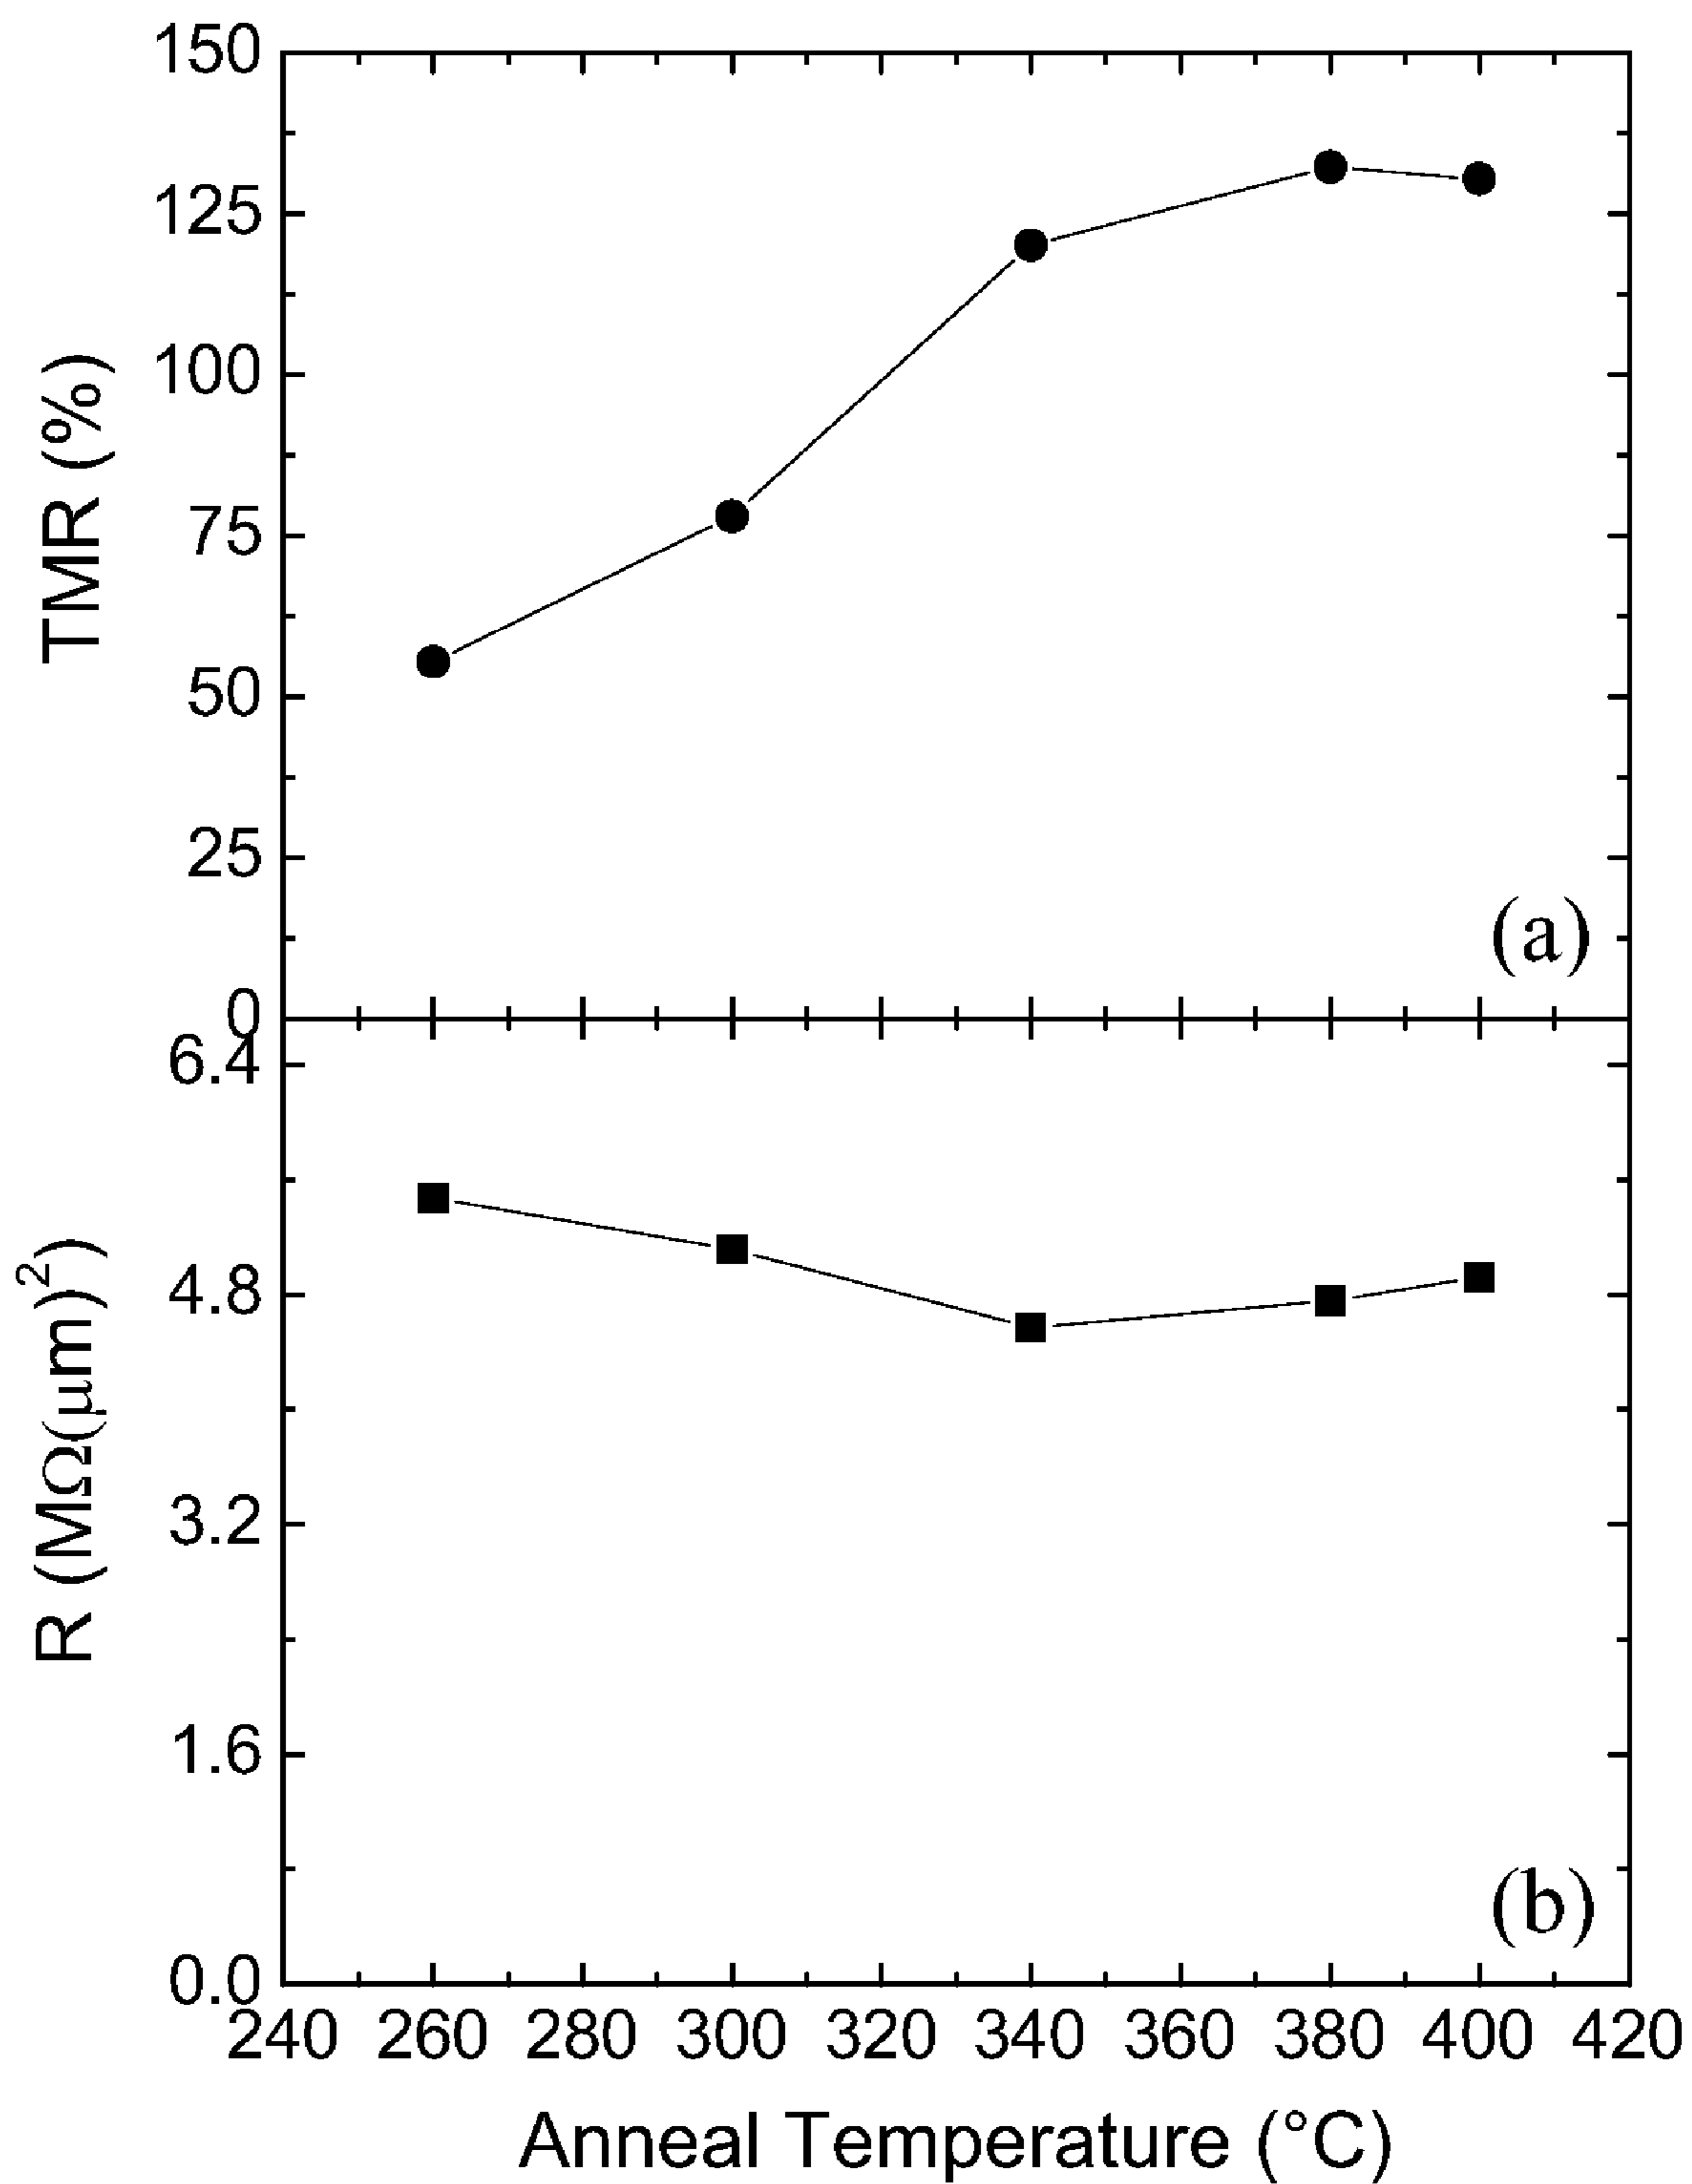 150
125
100
75
50
25
0
TMR (%)
(a)
6.4
4.8
3.2
1.6
0.0
R (MΩ(μm)²)
(b)
240 260 280 300 320 340 360 380 400 420
Anneal Temperature (°C)